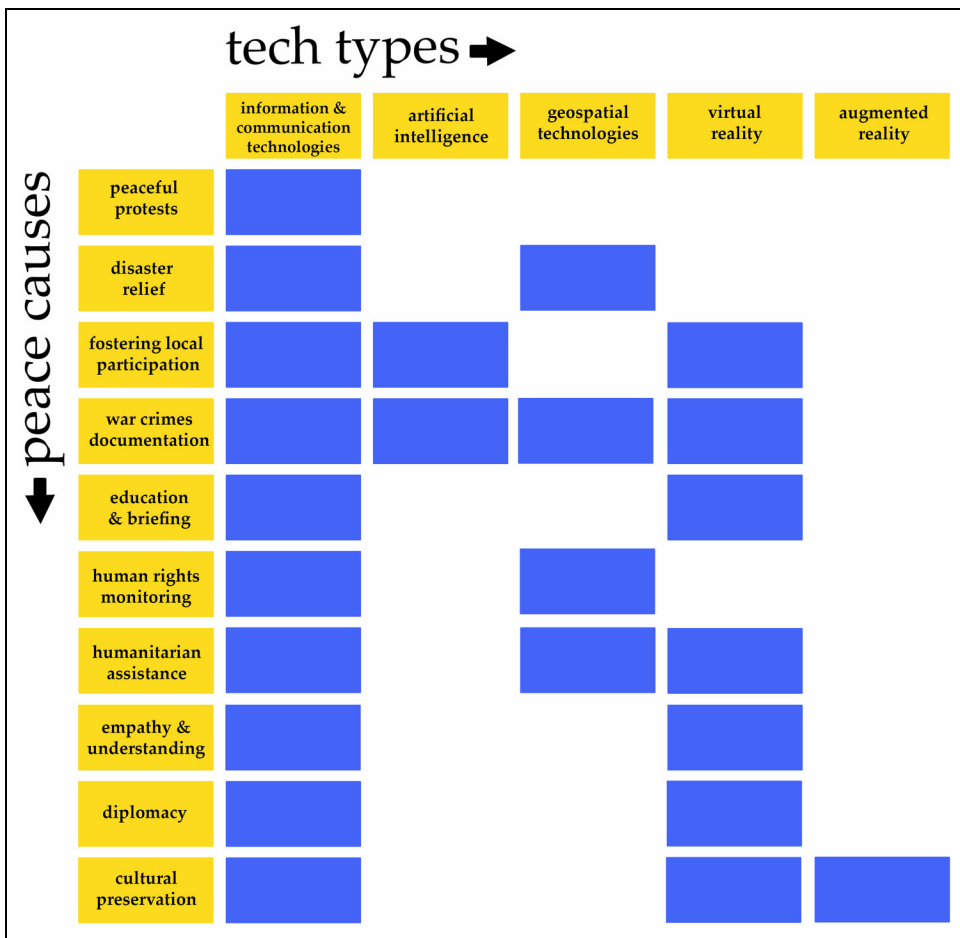 tech types
information &
communication
technologies
artificial
intelligence
geospatial
technologies
virtual
reality
augmented
reality
peace causes
peaceful
protests
disaster
relief
fostering local
participation
war crimes
documentation
education
& briefing
human rights
monitoring
humanitarian
assistance
empathy &
understanding
diplomacy
cultural
preservation